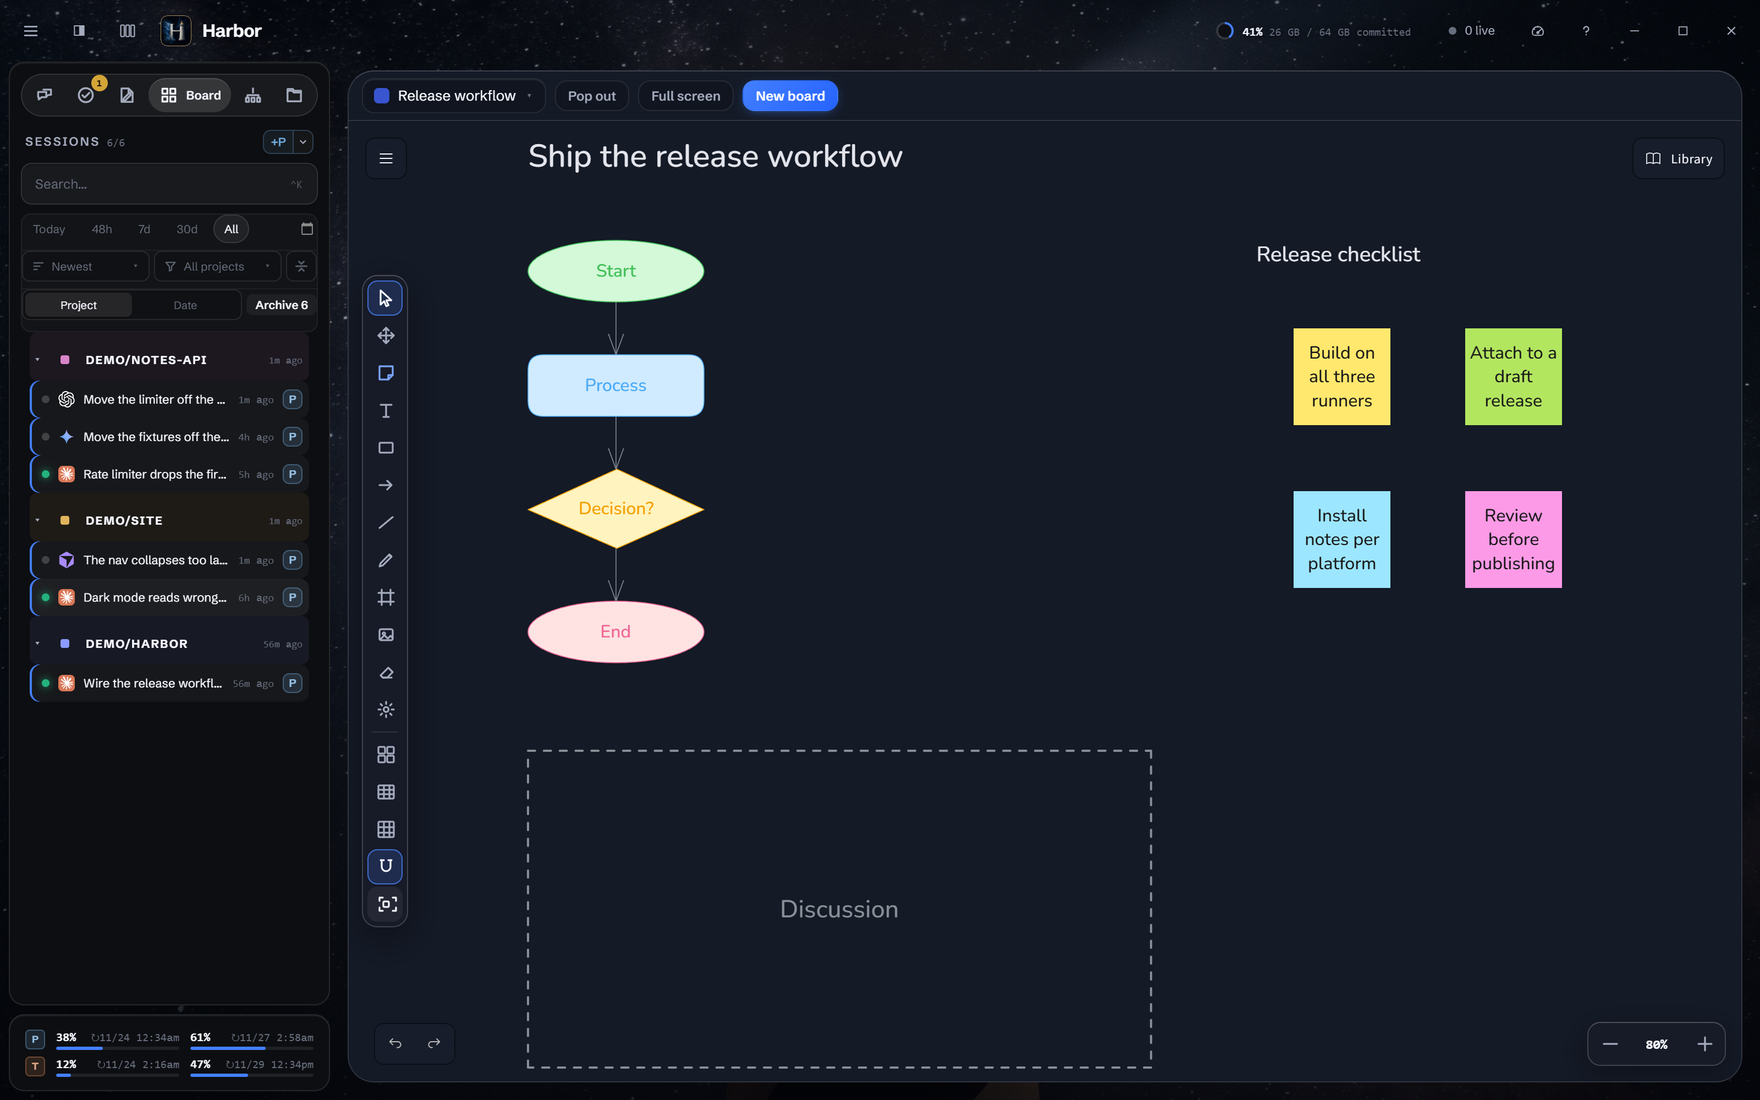 Harbor
41% 26 GB / 64 GB committed
0 live
?
1
Board
SESSIONS 6/6
+P
Search...
^K
Today 48h 7d 30d All
Newest
All projects
Project Date Archive 6
DEMO/NOTES-API 1m ago
Move the limiter off the ... 1m ago P
Move the fixtures off the... 4h ago P
Rate limiter drops the fir... 5h ago P
DEMO/SITE 1m ago
The nav collapses too la... 1m ago P
Dark mode reads wrong... 6h ago P
DEMO/HARBOR 56m ago
Wire the release workfl... 56m ago P
P 38% 11/24 12:34am 61% 11/27 2:58am
T 12% 11/24 2:16am 47% 11/29 12:34pm
Release workflow
Pop out
Full screen
New board
Library
Ship the release workflow
Start
Process
Decision?
End
Release checklist
Build on
all three
runners
Attach to a
draft
release
Install
notes per
platform
Review
before
publishing
Discussion
80%